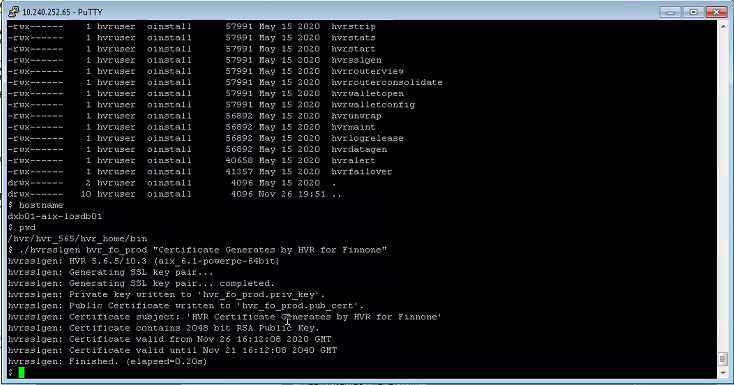 10.240.252.65 - PuTTY
-rwx------ 1 hvruser oinstall 57991 May 15 2020 hvrstrip
-rwx------ 1 hvruser oinstall 57991 May 15 2020 hvrstats
-rwx------ 1 hvruser oinstall 57991 May 15 2020 hvrstart
-rwx------ 1 hvruser oinstall 57991 May 15 2020 hvrsslgen
-rwx------ 1 hvruser oinstall 57991 May 15 2020 hvrrouterview
-rwx------ 1 hvruser oinstall 57991 May 15 2020 hvrrouterconsolidate
-rwx------ 1 hvruser oinstall 57991 May 15 2020 hvrwalletopen
-rwx------ 1 hvruser oinstall 57991 May 15 2020 hvrwalletconfig
-rwx------ 1 hvruser oinstall 56892 May 15 2020 hvrunwrap
-rwx------ 1 hvruser oinstall 56892 May 15 2020 hvrmaint
-rwx------ 1 hvruser oinstall 56892 May 15 2020 hvrlogrelease
-rwx------ 1 hvruser oinstall 56892 May 15 2020 hvrdatagen
-rwx------ 1 hvruser oinstall 40658 May 15 2020 hvralert
-rwx------ 1 hvruser oinstall 41357 May 15 2020 hvrfailover
drwx------ 2 hvruser oinstall 4096 May 15 2020 .
drwx------ 10 hvruser oinstall 4096 Nov 26 19:51 ..
$ hostname
dxb01-aix-losdb01
$ pwd
/hvr/hvr_565/hvr_home/bin
$ ./hvrsslgen hvr_fo_prod "Certificate Generates by HVR for Finnone"
hvrsslgen: HVR 5.6.5/10.3 (aix_6.1-powerpc-64bit)
hvrsslgen: Generating SSL key pair...
hvrsslgen: Generating SSL key pair... completed.
hvrsslgen: Private key written to 'hvr_fo_prod.priv_key'.
hvrsslgen: Public Certificate written to 'hvr_fo_prod.pub_cert'.
hvrsslgen: Certificate subject: 'HVR Certificate Generates by HVR for Finnone'
hvrsslgen: Certificate contains 2048 bit RSA Public Key.
hvrsslgen: Certificate valid from Nov 26 16:12:08 2020 GMT
hvrsslgen: Certificate valid until Nov 21 16:12:08 2040 GMT
hvrsslgen: Finished. (elapsed=0.20s)
$